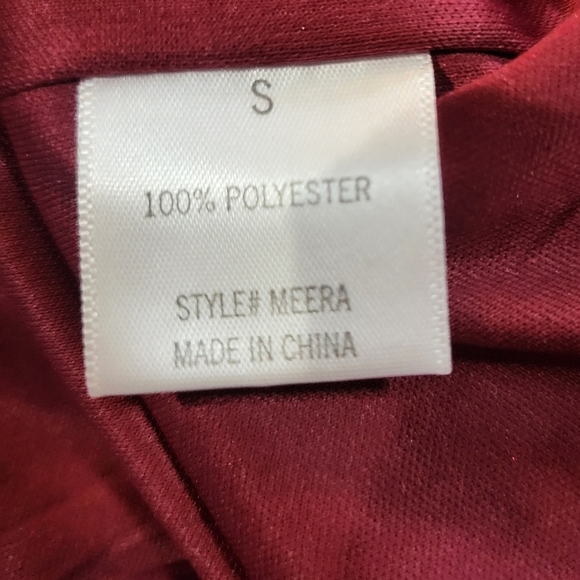 S
100% POLYESTER
STYLE# MEERA
MADE IN CHINA